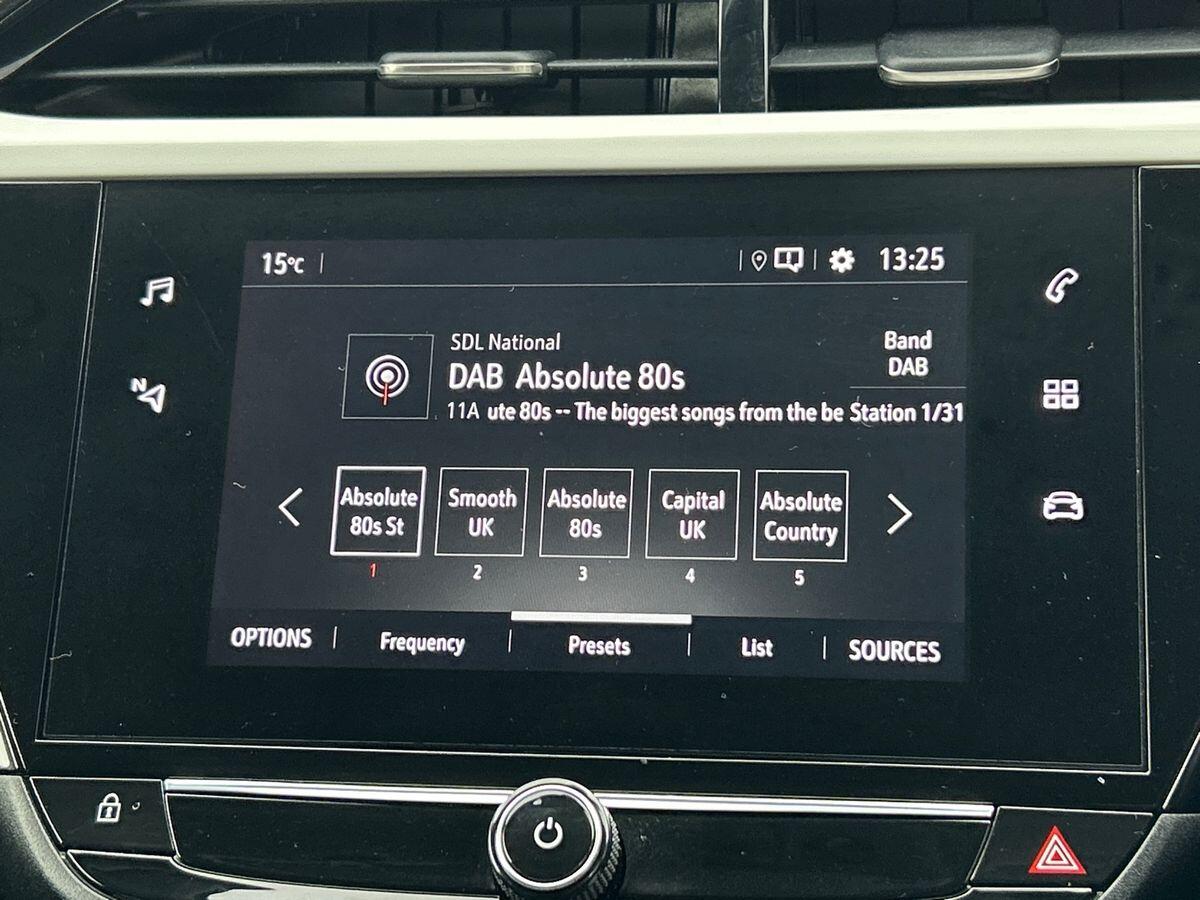 15°C
13:25
SDL National
DAB Absolute 80s
11A ute 80s -- The biggest songs from the be
Band
DAB
Station 1/31
Absolute
80s St
Smooth
UK
Absolute
80s
Capital
UK
Absolute
Country
1
2
3
4
5
OPTIONS
Frequency
Presets
List
SOURCES
N